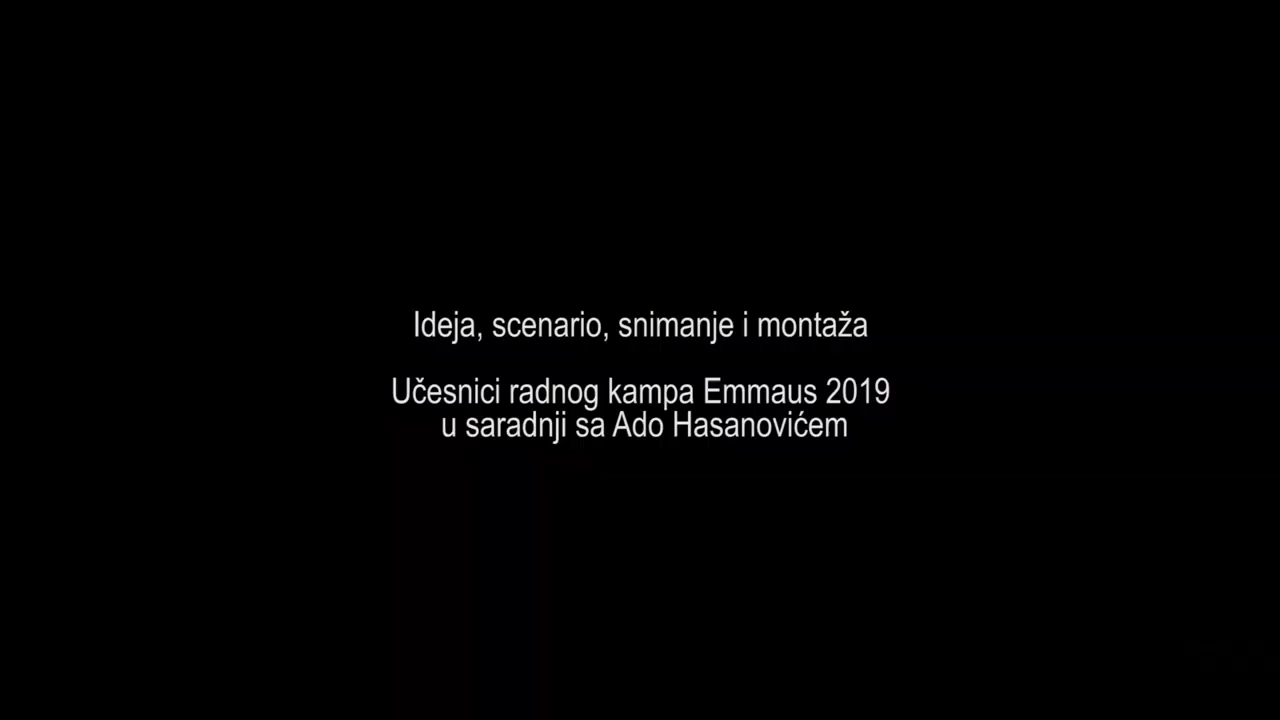 Ideja, scenario, snimanje i montaža
Učesnici radnog kampa Emmaus 2019
u saradnji sa Ado Hasanovićem